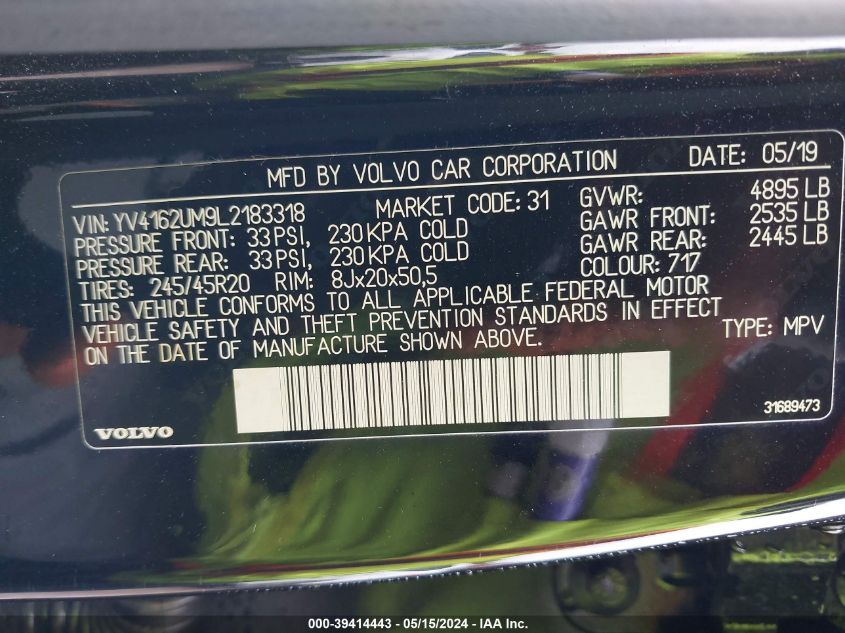 MFD BY VOLVO CAR CORPORATION DATE: 05/19
VIN: YV4162UM9L2183318 MARKET CODE: 31 GVWR: 4895 LB
PRESSURE FRONT: 33 PSI, 230 KPA COLD GAWR FRONT: 2535 LB
PRESSURE REAR: 33 PSI, 230 KPA COLD GAWR REAR: 2445 LB
TIRES: 245/45R20 RIM: 8Jx20x50,5 COLOUR: 717
THIS VEHICLE CONFORMS TO ALL APPLICABLE FEDERAL MOTOR
VEHICLE SAFETY AND THEFT PREVENTION STANDARDS IN EFFECT
ON THE DATE OF MANUFACTURE SHOWN ABOVE. TYPE: MPV
31689473
VOLVO
000-39414443 - 05/15/2024 - IAA Inc.